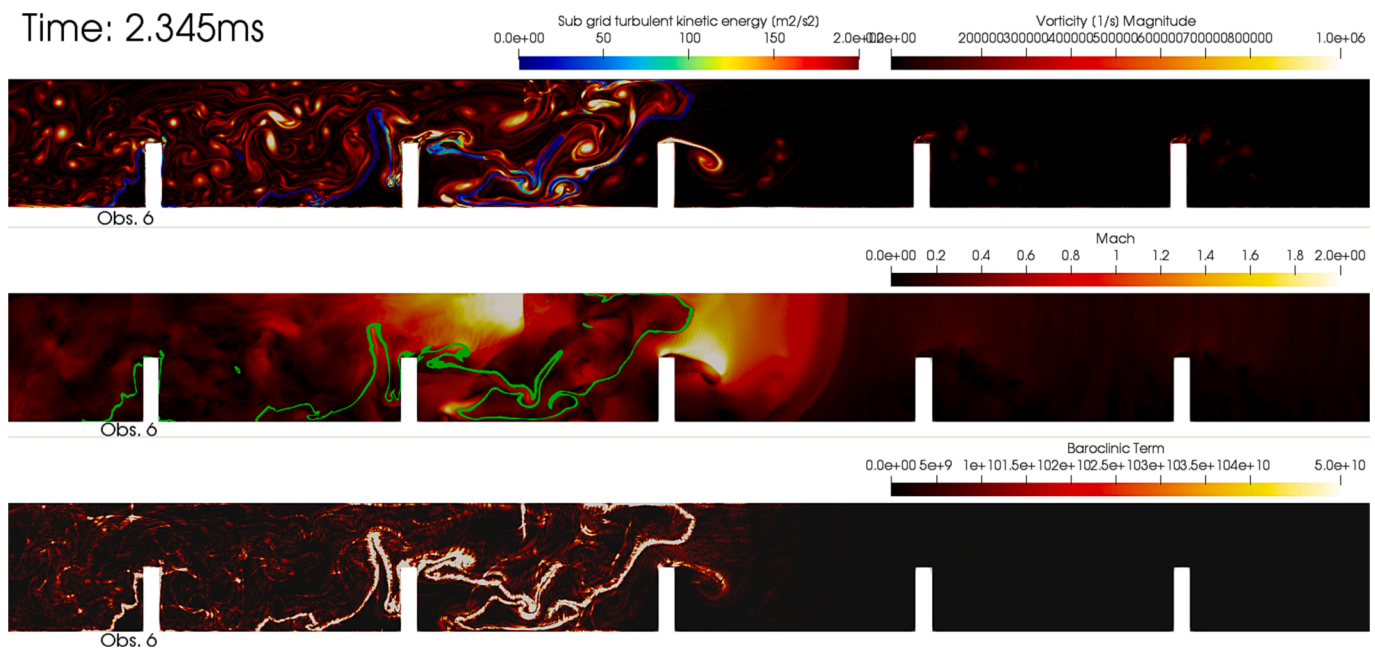 Time: 2.345ms
Sub grid turbulent kinetic energy (m2/s2)
0.0e+00 50 100 150 2.0e+02
Vorticity (1/s) Magnitude
0.0e+00 200000300000400000500000600000700000800000 1.0e+06
Obs. 6
Mach
0.0e+00 0.2 0.4 0.6 0.8 1 1.2 1.4 1.6 1.8 2.0e+00
Obs. 6
Baroclinic Term
0.0e+00 5e+9 1e+101.5e+102e+102.5e+103e+103.5e+104e+10 5.0e+10
Obs. 6